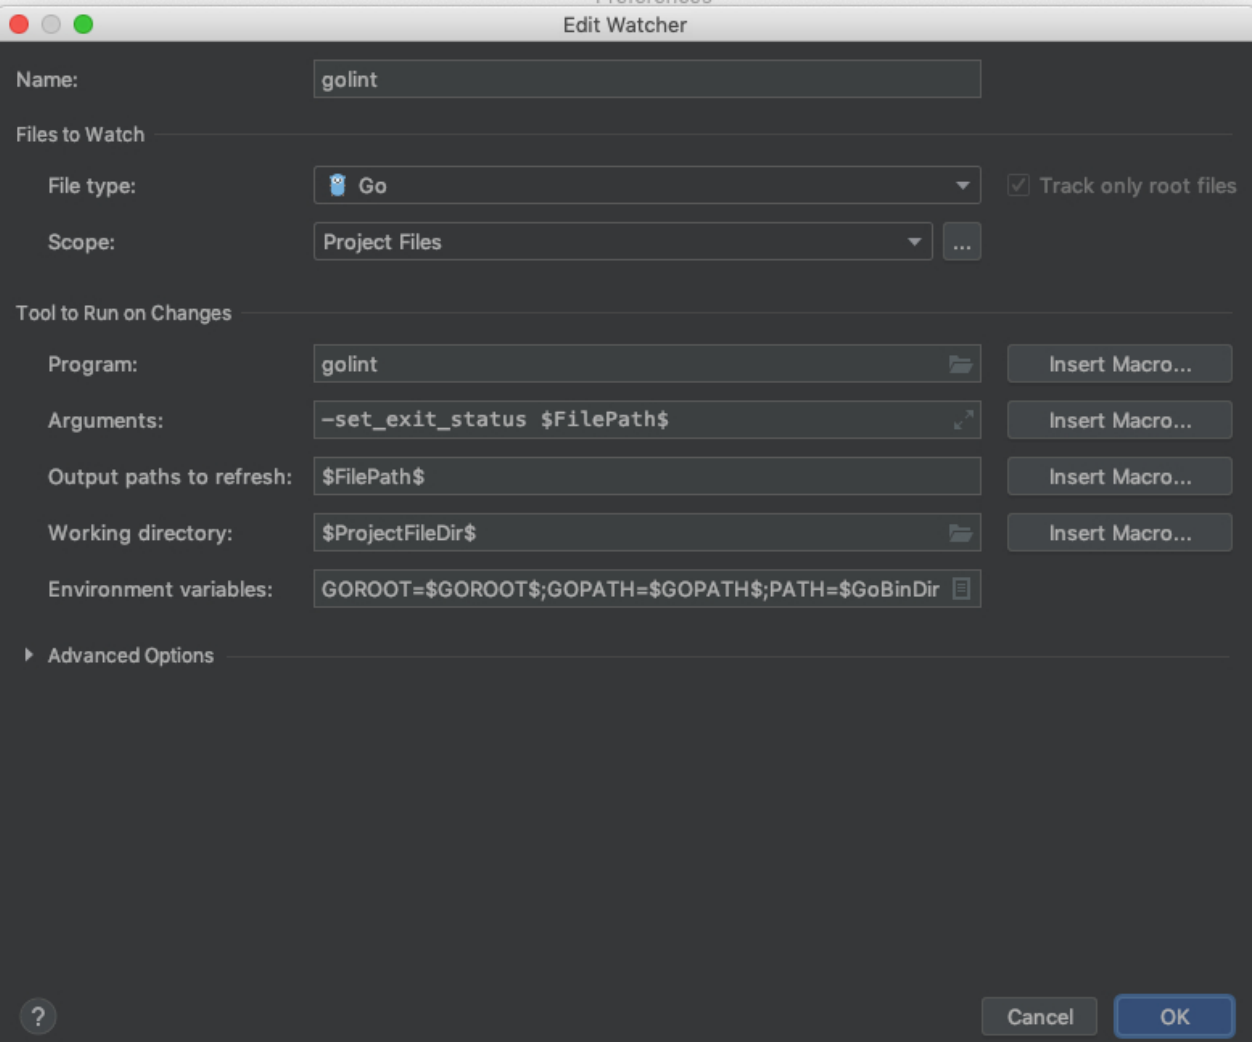 Preferences
Edit Watcher
Name: golint
Files to Watch
File type: Go Track only root files
Scope: Project Files ...
Tool to Run on Changes
Program: golint Insert Macro...
Arguments: -set_exit_status $FilePath$ Insert Macro...
Output paths to refresh: $FilePath$ Insert Macro...
Working directory: $ProjectFileDir$ Insert Macro...
Environment variables: GOROOT=$GOROOT$;GOPATH=$GOPATH$;PATH=$GoBinDir
Advanced Options
? Cancel OK